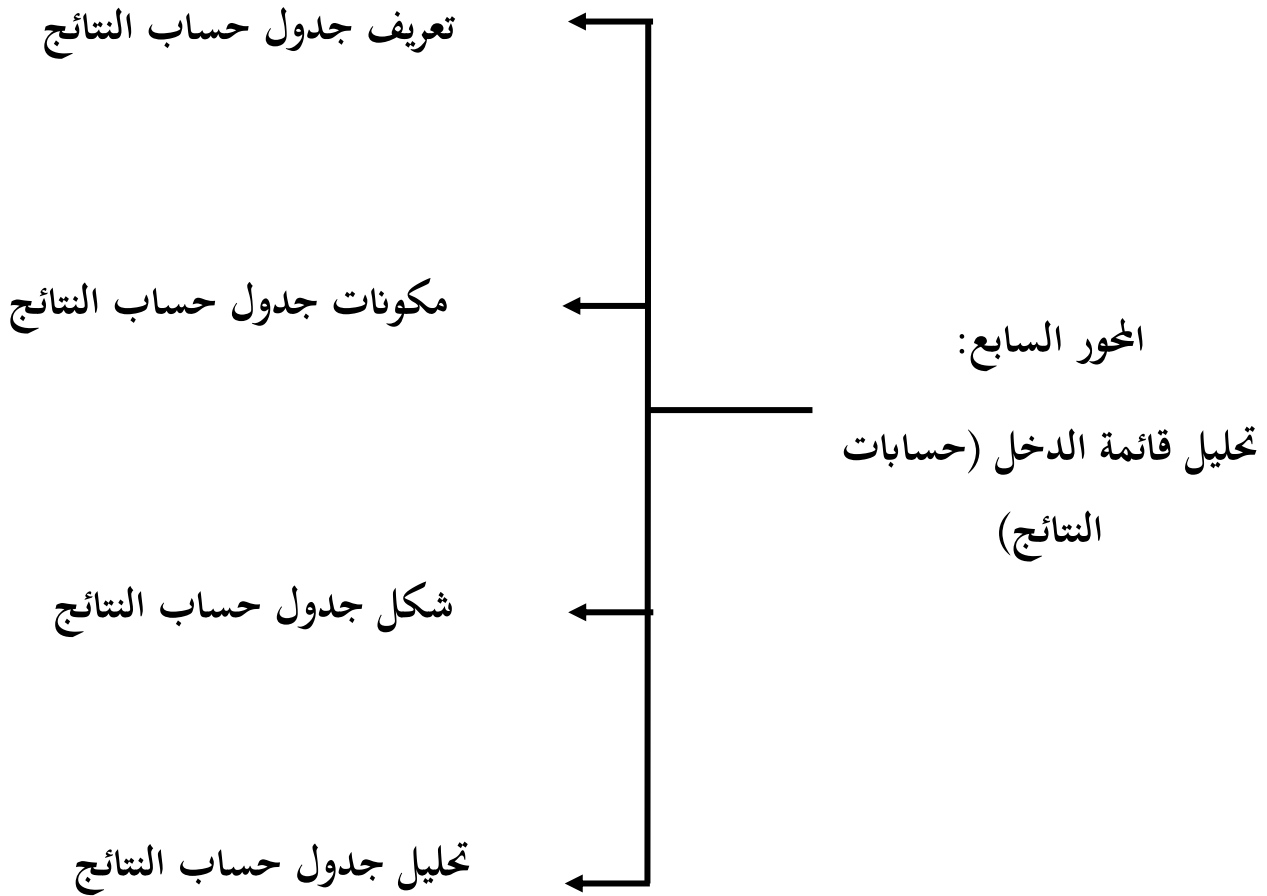 المحور السابع:
تحليل قائمة الدخل (حسابات
النتائج)
تعريف جدول حساب النتائج
مكونات جدول حساب النتائج
شكل جدول حساب النتائج
تحليل جدول حساب النتائج